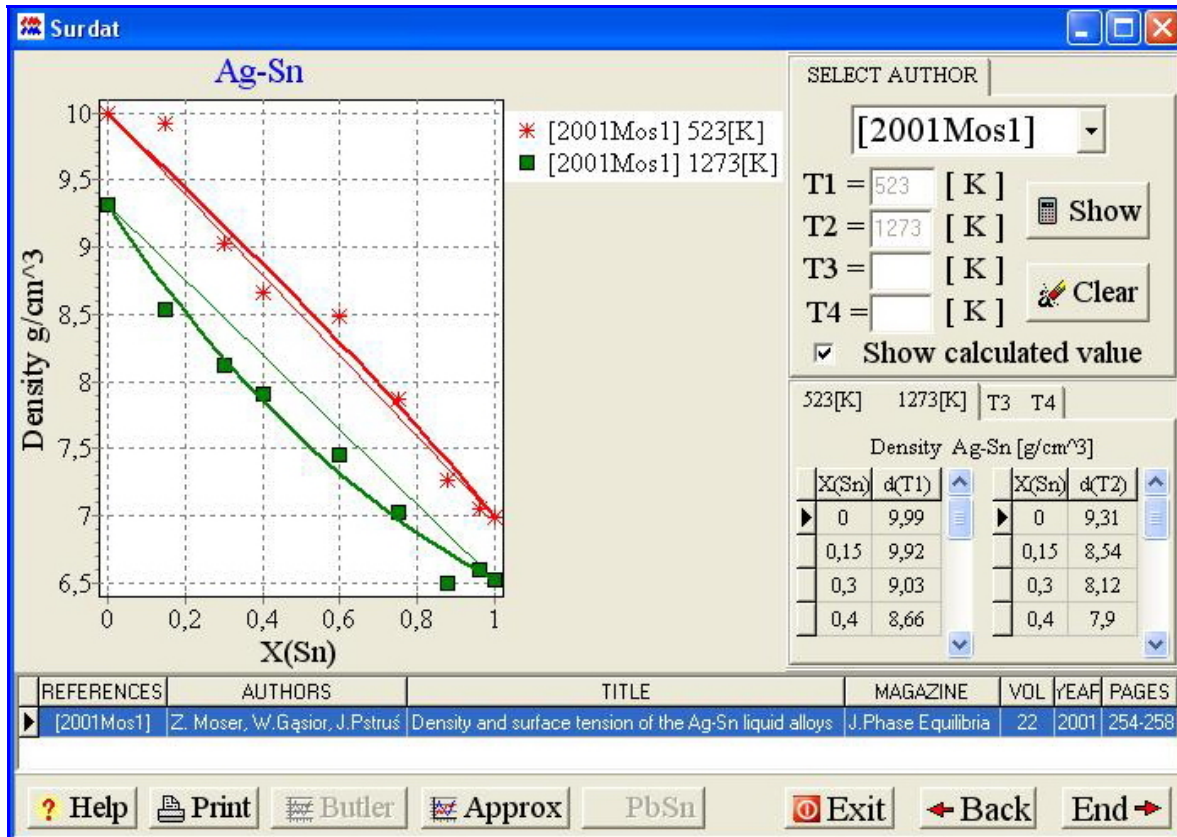 Surdat
Ag-Sn
10
9,5
9
8,5
8
7,5
7
6,5
Density g/cm^3
0 0,2 0,4 0,6 0,8 1
X(Sn)
[2001Mos1] 523[K]
[2001Mos1] 1273[K]
SELECT AUTHOR
[2001Mos1]
T1 = 523 [ K ]
T2 = 1273 [ K ]
T3 = [ K ]
T4 = [ K ]
Show
Clear
Show calculated value
523[K] 1273[K] T3 T4
Density Ag-Sn [g/cm^3]
X(Sn) d(T1) X(Sn) d(T2)
0 9,99 0 9,31
0,15 9,92 0,15 8,54
0,3 9,03 0,3 8,12
0,4 8,66 0,4 7,9
REFERENCES AUTHORS TITLE MAGAZINE VOL YEAR PAGES
[2001Mos1] Z. Moser, W.Gąsior, J.Pstruś Density and surface tension of the Ag-Sn liquid alloys J.Phase Equilibria 22 2001 254-258
? Help Print Butler Approx PbSn Exit Back End